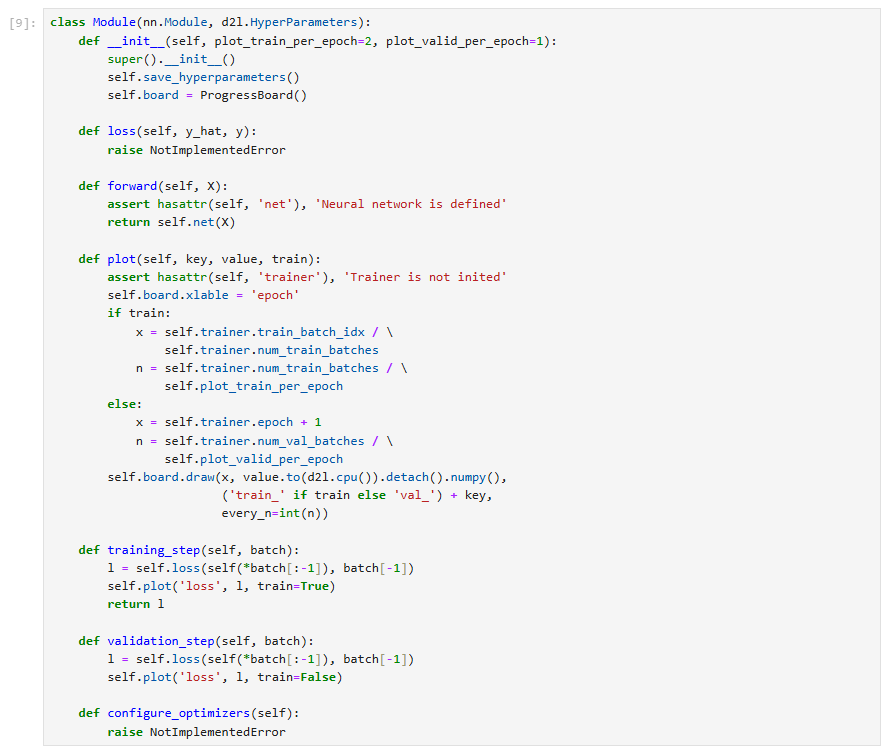 [9]:
class Module(nn.Module, d2l.HyperParameters):
    def __init__(self, plot_train_per_epoch=2, plot_valid_per_epoch=1):
        super().__init__()
        self.save_hyperparameters()
        self.board = ProgressBoard()

    def loss(self, y_hat, y):
        raise NotImplementedError

    def forward(self, X):
        assert hasattr(self, 'net'), 'Neural network is defined'
        return self.net(X)

    def plot(self, key, value, train):
        assert hasattr(self, 'trainer'), 'Trainer is not inited'
        self.board.xlable = 'epoch'
        if train:
            x = self.trainer.train_batch_idx / \
                self.trainer.num_train_batches
            n = self.trainer.num_train_batches / \
                self.plot_train_per_epoch
        else:
            x = self.trainer.epoch + 1
            n = self.trainer.num_val_batches / \
                self.plot_valid_per_epoch
        self.board.draw(x, value.to(d2l.cpu()).detach().numpy(),
                        ('train_' if train else 'val_') + key,
                        every_n=int(n))

    def training_step(self, batch):
        l = self.loss(self(*batch[:-1]), batch[-1])
        self.plot('loss', l, train=True)
        return l

    def validation_step(self, batch):
        l = self.loss(self(*batch[:-1]), batch[-1])
        self.plot('loss', l, train=False)

    def configure_optimizers(self):
        raise NotImplementedError